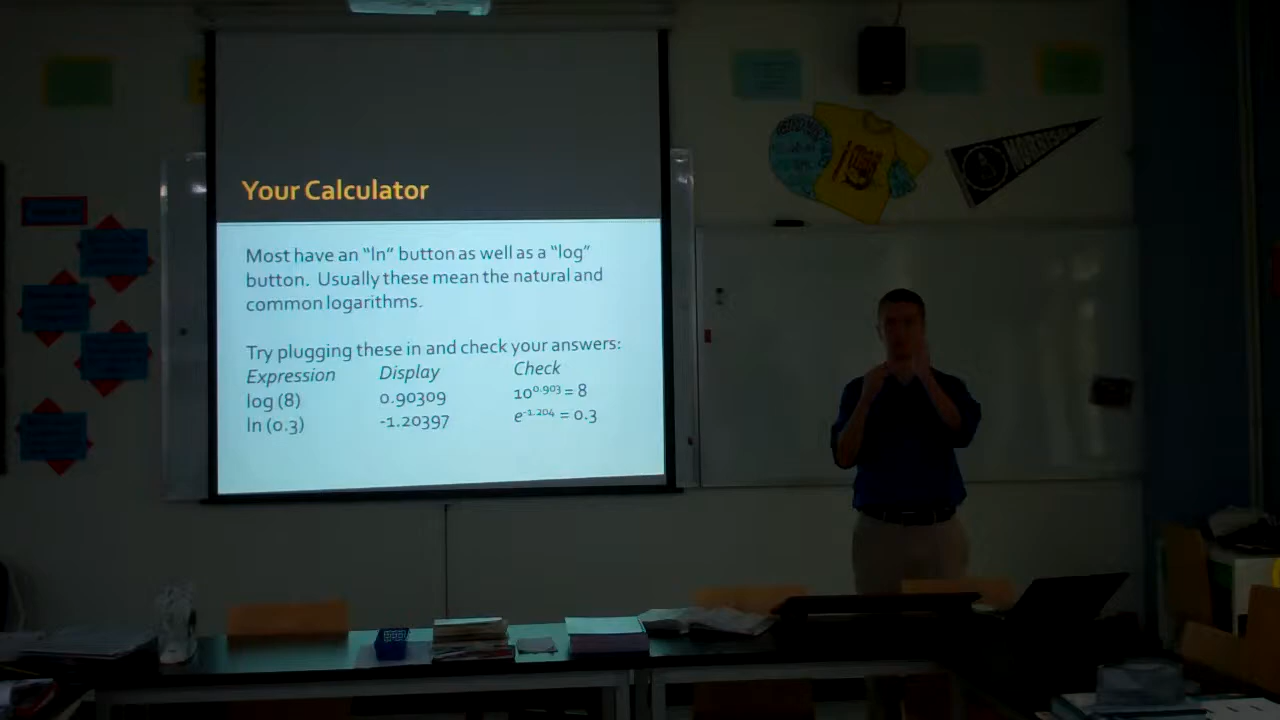 Your Calculator
Most have an “ln” button as well as a “log”
button. Usually these mean the natural and
common logarithms.
Try plugging these in and check your answers:
Expression Display Check
log (8) 0.90309 10^0.903 = 8
ln (0.3) -1.20397 e^-1.204 = 0.3